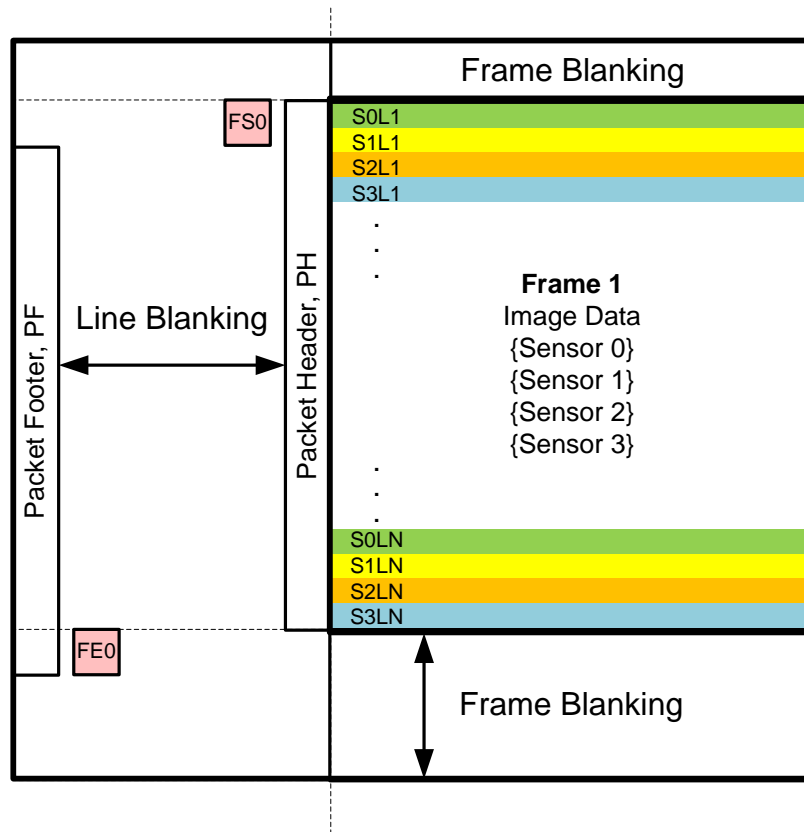 Frame Blanking
FS0
S0L1
S1L1
S2L1
S3L1
.
.
.
Packet Footer, PF
Line Blanking
Packet Header, PH
Frame 1
Image Data
{Sensor 0}
{Sensor 1}
{Sensor 2}
{Sensor 3}
.
.
.
S0LN
S1LN
S2LN
S3LN
FE0
Frame Blanking